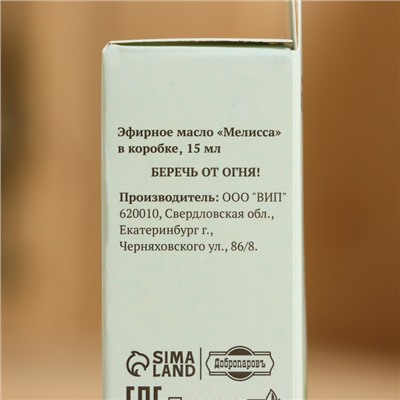 Эфирное масло «Мелисса»
в коробке, 15 мл
БЕРЕЧЬ ОТ ОГНЯ!
Производитель: ООО "ВИП"
620010, Свердловская обл.,
Екатеринбург г.,
Черняховского ул., 86/8.
SIMA
LAND
Добропаровъ